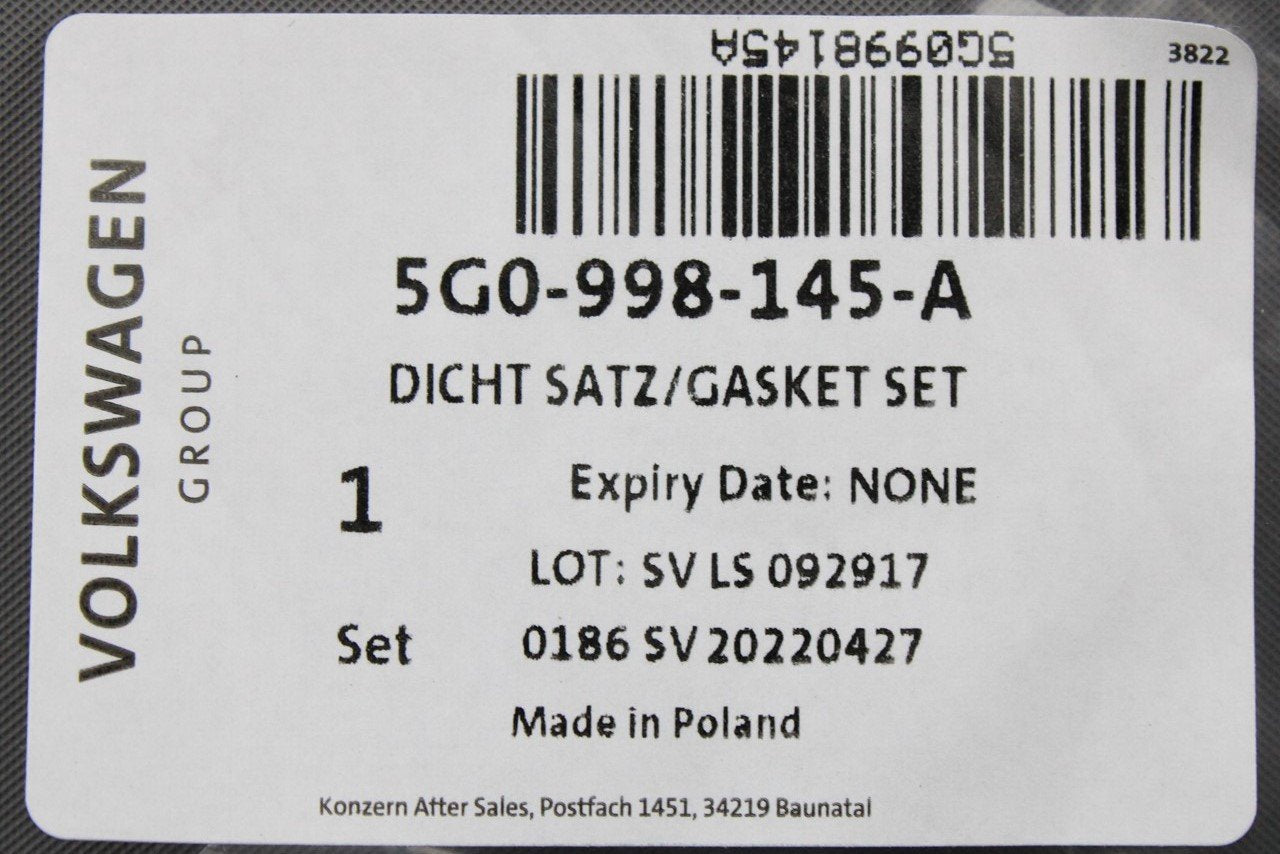 5G0998145A
3822
5G0-998-145-A
DICHT SATZ/GASKET SET
1
Expiry Date: NONE
LOT: SV LS 092917
Set
0186 SV 20220427
Made in Poland
Konzern After Sales, Postfach 1451, 34219 Baunatal
VOLKSWAGEN
GROUP